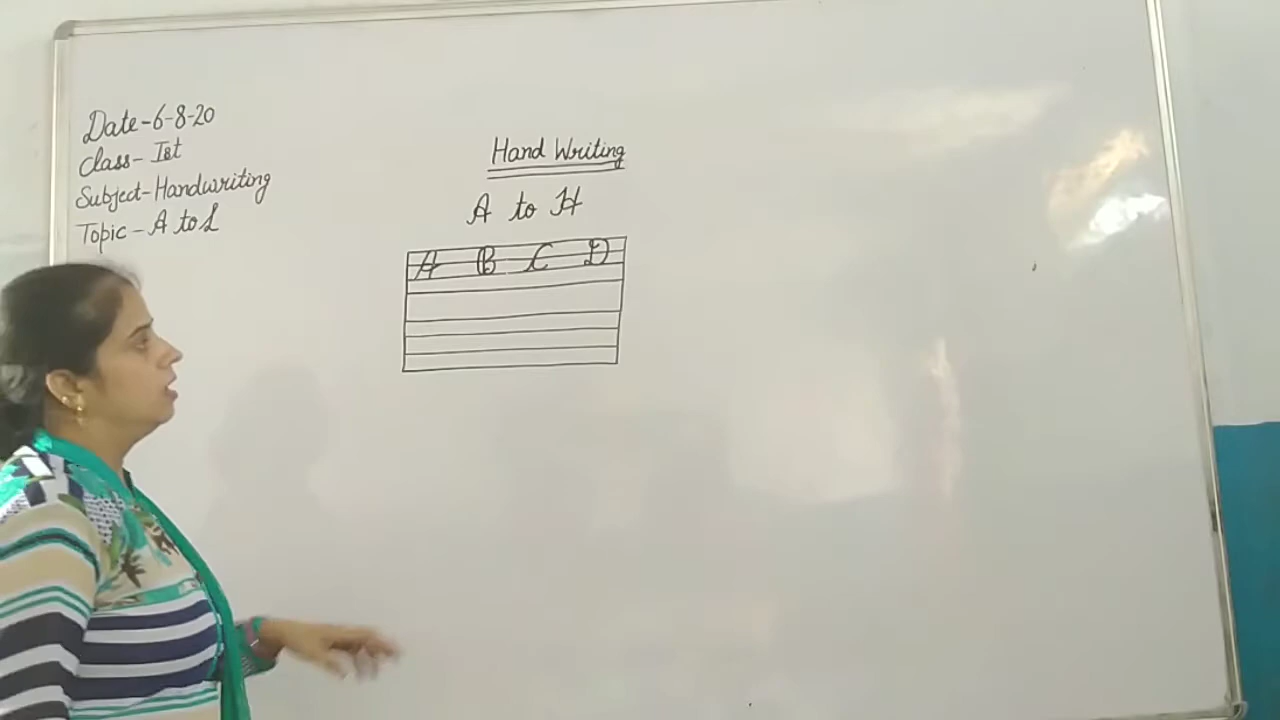 Date-6-8-20
Class-Ist
Subject-Handwriting
Topic-A to L
Hand Writing
A to H
A B C D